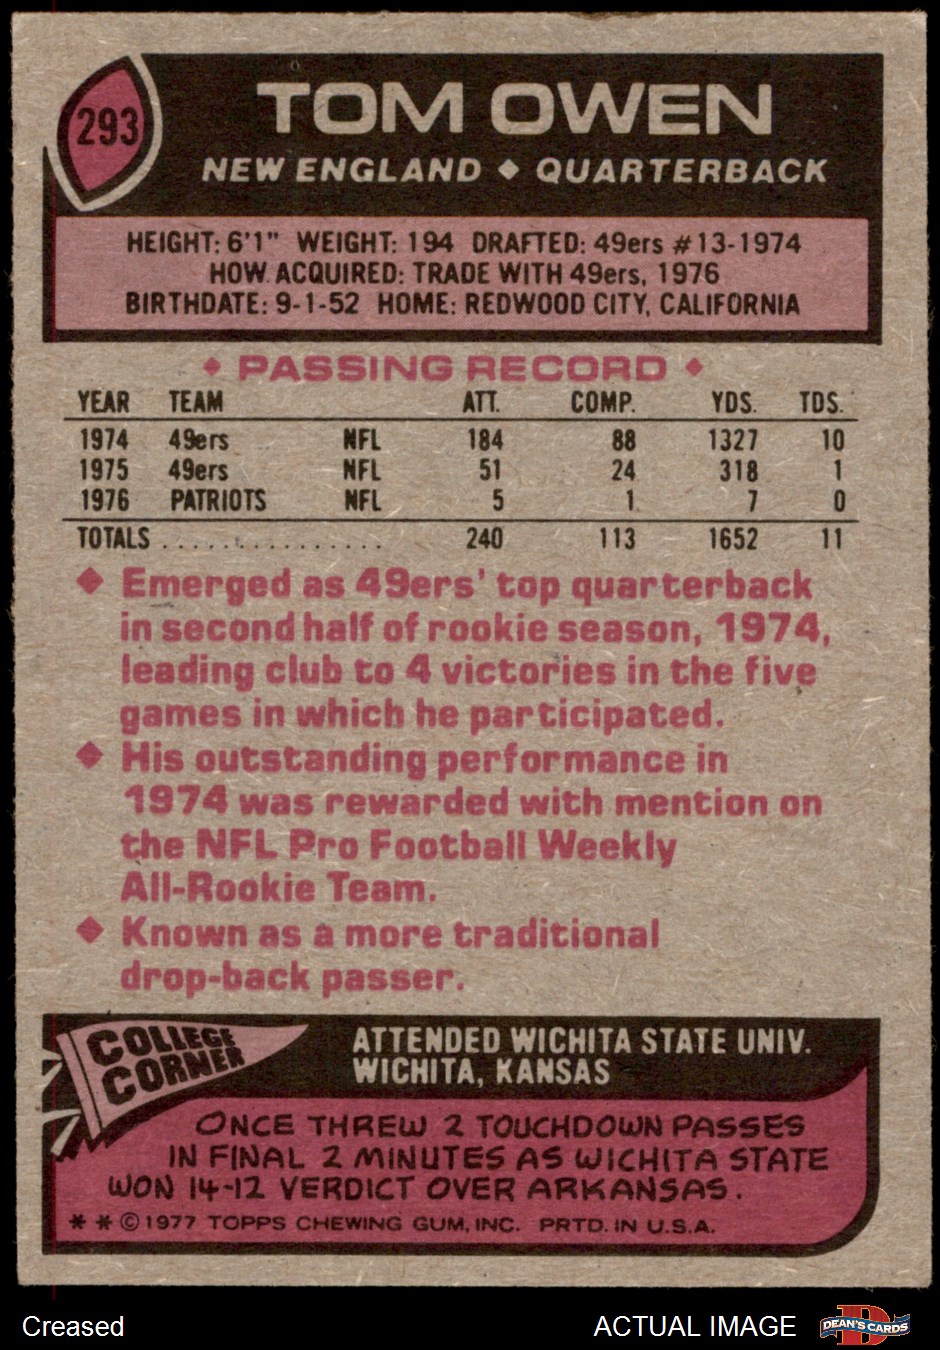 293
TOM OWEN
NEW ENGLAND ◆ QUARTERBACK
HEIGHT: 6'1" WEIGHT: 194 DRAFTED: 49ers #13-1974
HOW ACQUIRED: TRADE WITH 49ers, 1976
BIRTHDATE: 9-1-52 HOME: REDWOOD CITY, CALIFORNIA
◆ PASSING RECORD ◆
YEAR TEAM ATT. COMP. YDS. TDS.
1974 49ers NFL 184 88 1327 10
1975 49ers NFL 51 24 318 1
1976 PATRIOTS NFL 5 1 7 0
TOTALS . . . . . . . . . . . . . . . . 240 113 1652 11
◆ Emerged as 49ers' top quarterback
in second half of rookie season, 1974,
leading club to 4 victories in the five
games in which he participated.
◆ His outstanding performance in
1974 was rewarded with mention on
the NFL Pro Football Weekly
All-Rookie Team.
◆ Known as a more traditional
drop-back passer.
COLLEGE
CORNER
ATTENDED WICHITA STATE UNIV.
WICHITA, KANSAS
ONCE THREW 2 TOUCHDOWN PASSES
IN FINAL 2 MINUTES AS WICHITA STATE
WON 14-12 VERDICT OVER ARKANSAS.
* * © 1977 TOPPS CHEWING GUM, INC. PRTD. IN U.S.A.
Creased
ACTUAL IMAGE
DEAN'S CARDS